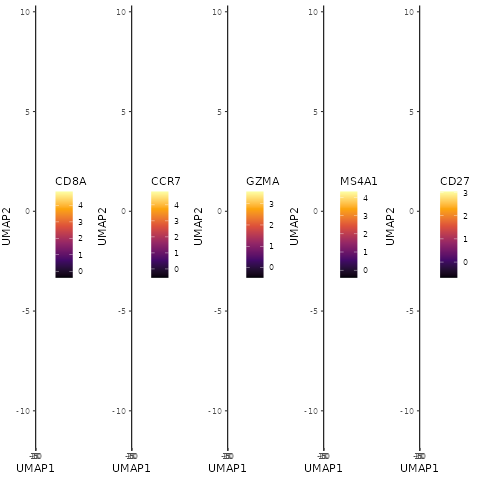 10 10 10 10 10
5 5 5 5 5
CD8A CCR7 GZMA MS4A1 CD27
4 4 3 4 3
3 3 2 3 2
2 2 1 2 1
1 1 0 1 0
0 0 0
UMAP2 UMAP2 UMAP2 UMAP2 UMAP2
0 0 0 0 0
-5 -5 -5 -5 -5
-10 -10 -10 -10 -10
UMAP1 UMAP1 UMAP1 UMAP1 UMAP1